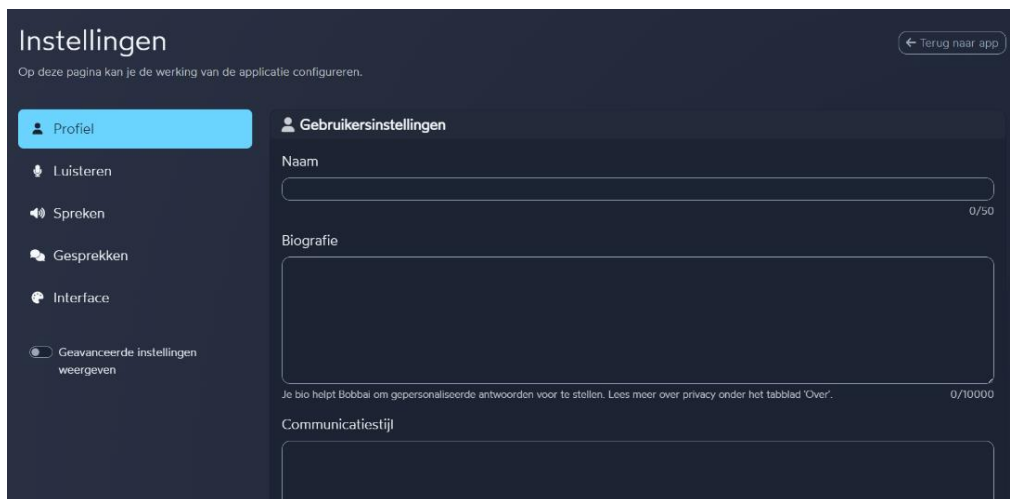 Instellingen
← Terug naar app
Op deze pagina kan je de werking van de applicatie configureren.
Profiel
Luisteren
Spreken
Gesprekken
Interface
Geavanceerde instellingen
weergeven
Gebruikersinstellingen
Naam
0/50
Biografie
Je bio helpt Bobbai om gepersonaliseerde antwoorden voor te stellen. Lees meer over privacy onder het tabblad 'Over'.
0/10000
Communicatiestijl